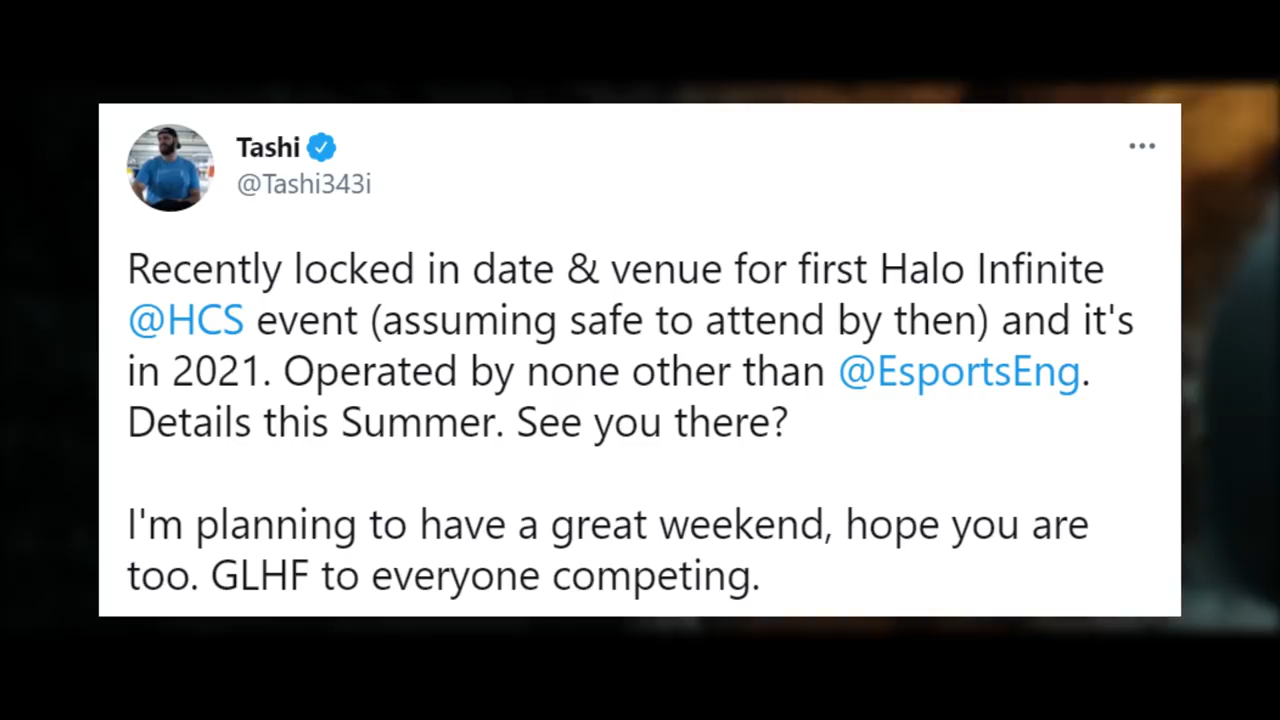 Tashi
@Tashi343i
Recently locked in date & venue for first Halo Infinite
@HCS event (assuming safe to attend by then) and it's
in 2021. Operated by none other than @EsportsEng.
Details this Summer. See you there?
I'm planning to have a great weekend, hope you are
too. GLHF to everyone competing.